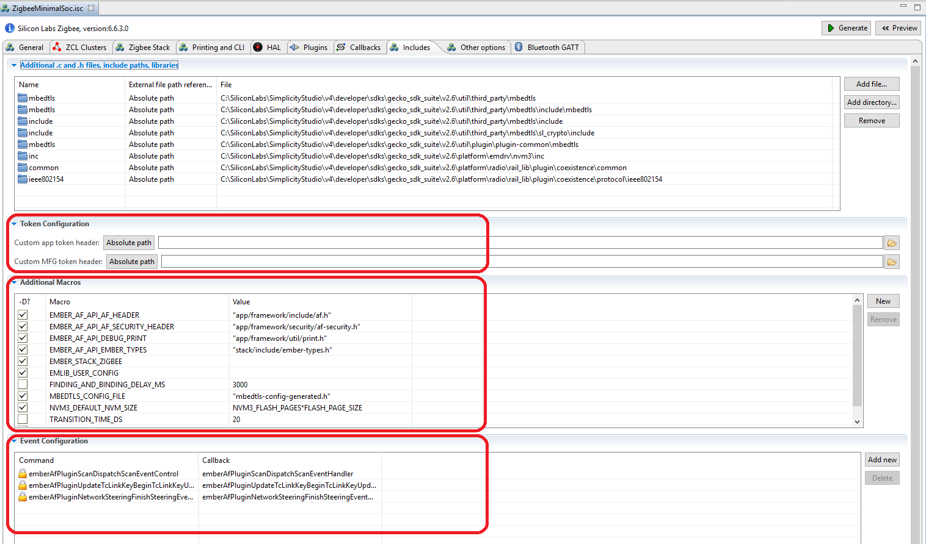 ZigbeeMinimalSoc.isc
Silicon Labs Zigbee, version:6.6.3.0
Generate
Preview
General
ZCL Clusters
Zigbee Stack
Printing and CLI
HAL
Plugins
Callbacks
Includes
Other options
Bluetooth GATT
Additional .c and .h files, include paths, libraries
Name External file path referen... File
mbedtls Absolute path C:\SiliconLabs\SimplicityStudio\v4\developer\sdks\gecko_sdk_suite\v2.6\util\third_party\mbedtls
mbedtls Absolute path C:\SiliconLabs\SimplicityStudio\v4\developer\sdks\gecko_sdk_suite\v2.6\util\third_party\mbedtls\include\mbedtls
include Absolute path C:\SiliconLabs\SimplicityStudio\v4\developer\sdks\gecko_sdk_suite\v2.6\util\third_party\mbedtls\include
include Absolute path C:\SiliconLabs\SimplicityStudio\v4\developer\sdks\gecko_sdk_suite\v2.6\util\third_party\mbedtls\sl_crypto\include
mbedtls Absolute path C:\SiliconLabs\SimplicityStudio\v4\developer\sdks\gecko_sdk_suite\v2.6\util\plugin\plugin-common\mbedtls
inc Absolute path C:\SiliconLabs\SimplicityStudio\v4\developer\sdks\gecko_sdk_suite\v2.6\platform\emdrv\nvm3\inc
common Absolute path C:\SiliconLabs\SimplicityStudio\v4\developer\sdks\gecko_sdk_suite\v2.6\platform\radio\rail_lib\plugin\coexistence\common
ieee802154 Absolute path C:\SiliconLabs\SimplicityStudio\v4\developer\sdks\gecko_sdk_suite\v2.6\platform\radio\rail_lib\plugin\coexistence\protocol\ieee802154
Add file...
Add directory...
Remove
Token Configuration
Custom app token header: Absolute path
Custom MFG token header: Absolute path
Additional Macros
-D? Macro Value
EMBER_AF_API_AF_HEADER "app/framework/include/af.h"
EMBER_AF_API_AF_SECURITY_HEADER "app/framework/security/af-security.h"
EMBER_AF_API_DEBUG_PRINT "app/framework/util/print.h"
EMBER_AF_API_EMBER_TYPES "stack/include/ember-types.h"
EMBER_STACK_ZIGBEE
EMLIB_USER_CONFIG
FINDING_AND_BINDING_DELAY_MS 3000
MBEDTLS_CONFIG_FILE "mbedtls-config-generated.h"
NVM3_DEFAULT_NVM_SIZE NVM3_FLASH_PAGES*FLASH_PAGE_SIZE
TRANSITION_TIME_DS 20
New
Remove
Event Configuration
Command Callback
emberAfPluginScanDispatchScanEventControl emberAfPluginScanDispatchScanEventHandler
emberAfPluginUpdateTcLinkKeyBeginTcLinkKeyU... emberAfPluginUpdateTcLinkKeyBeginTcLinkKeyUpd...
emberAfPluginNetworkSteeringFinishSteeringEve... emberAfPluginNetworkSteeringFinishSteeringEvent...
Add new
Delete